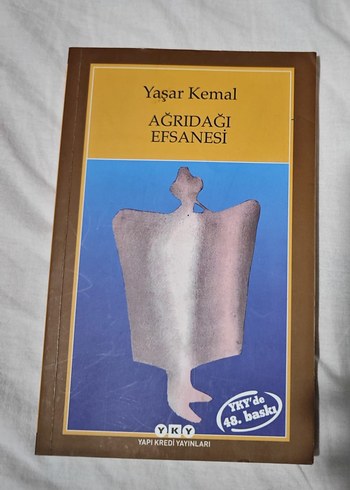 Yaşar Kemal
AĞRIDAĞI
EFSANESİ
YKY'de
48. baskı
YKY
YAPI KREDİ YAYINLARI